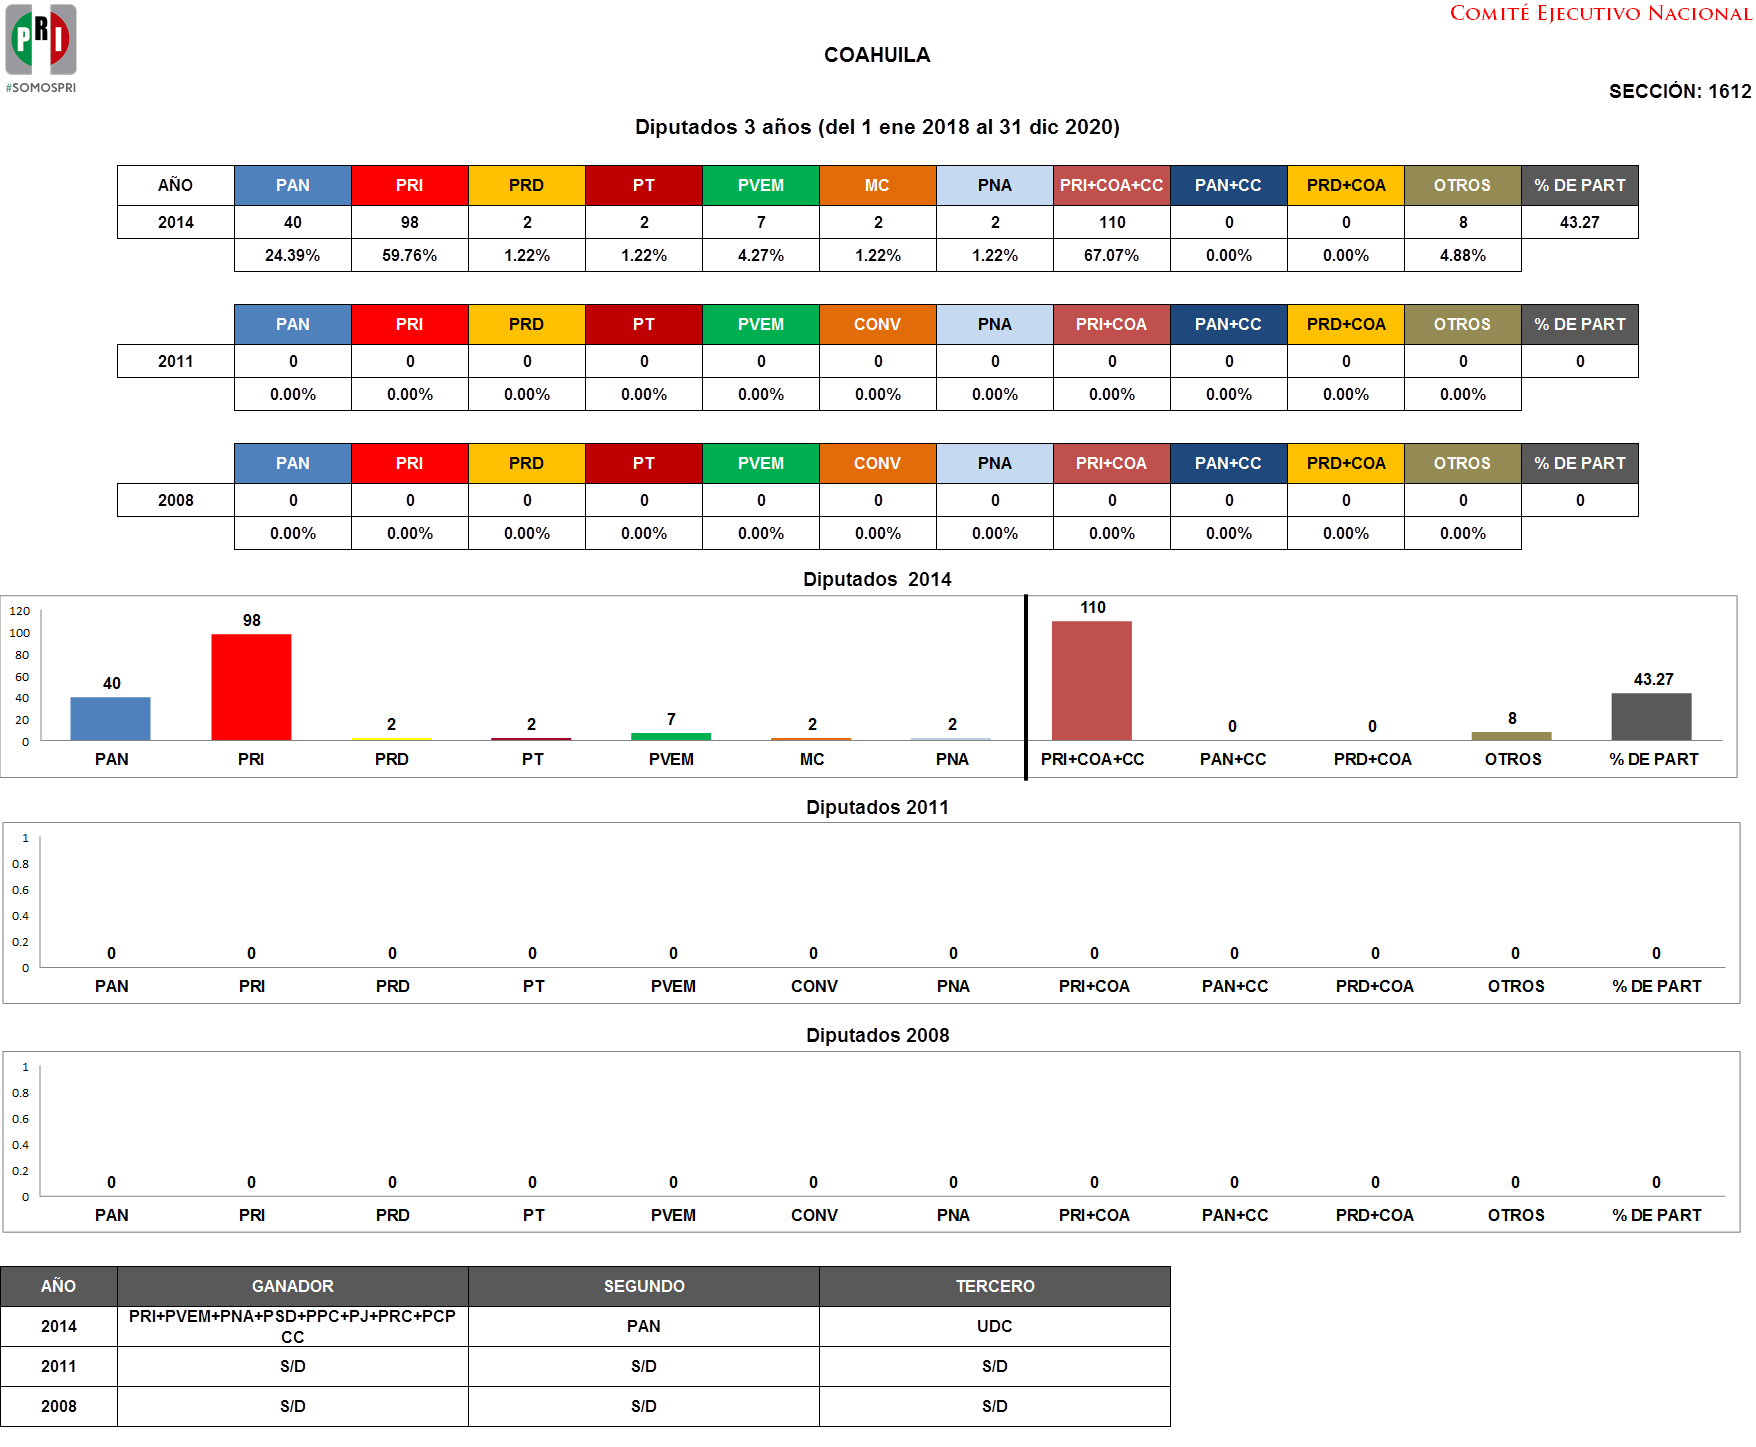 PRI
#SOMOSPRI
COMITÉ EJECUTIVO NACIONAL
COAHUILA
SECCIÓN: 1612
Diputados 3 años (del 1 ene 2018 al 31 dic 2020)
AÑO PAN PRI PRD PT PVEM MC PNA PRI+COA+CC PAN+CC PRD+COA OTROS % DE PART
2014 40 98 2 2 7 2 2 110 0 0 8 43.27
24.39% 59.76% 1.22% 1.22% 4.27% 1.22% 1.22% 67.07% 0.00% 0.00% 4.88%
PAN PRI PRD PT PVEM CONV PNA PRI+COA PAN+CC PRD+COA OTROS % DE PART
2011 0 0 0 0 0 0 0 0 0 0 0 0
0.00% 0.00% 0.00% 0.00% 0.00% 0.00% 0.00% 0.00% 0.00% 0.00% 0.00%
PAN PRI PRD PT PVEM CONV PNA PRI+COA PAN+CC PRD+COA OTROS % DE PART
2008 0 0 0 0 0 0 0 0 0 0 0 0
0.00% 0.00% 0.00% 0.00% 0.00% 0.00% 0.00% 0.00% 0.00% 0.00% 0.00%
Diputados 2014
120
100
80
60
40
20
0
40 98 2 2 7 2 2 110 0 0 8 43.27
PAN PRI PRD PT PVEM MC PNA PRI+COA+CC PAN+CC PRD+COA OTROS % DE PART
Diputados 2011
1
0.8
0.6
0.4
0.2
0
0 0 0 0 0 0 0 0 0 0 0 0
PAN PRI PRD PT PVEM CONV PNA PRI+COA PAN+CC PRD+COA OTROS % DE PART
Diputados 2008
1
0.8
0.6
0.4
0.2
0
0 0 0 0 0 0 0 0 0 0 0 0
PAN PRI PRD PT PVEM CONV PNA PRI+COA PAN+CC PRD+COA OTROS % DE PART
AÑO GANADOR SEGUNDO TERCERO
2014 PRI+PVEM+PNA+PSD+PPC+PJ+PRC+PCP
CC PAN UDC
2011 S/D S/D S/D
2008 S/D S/D S/D